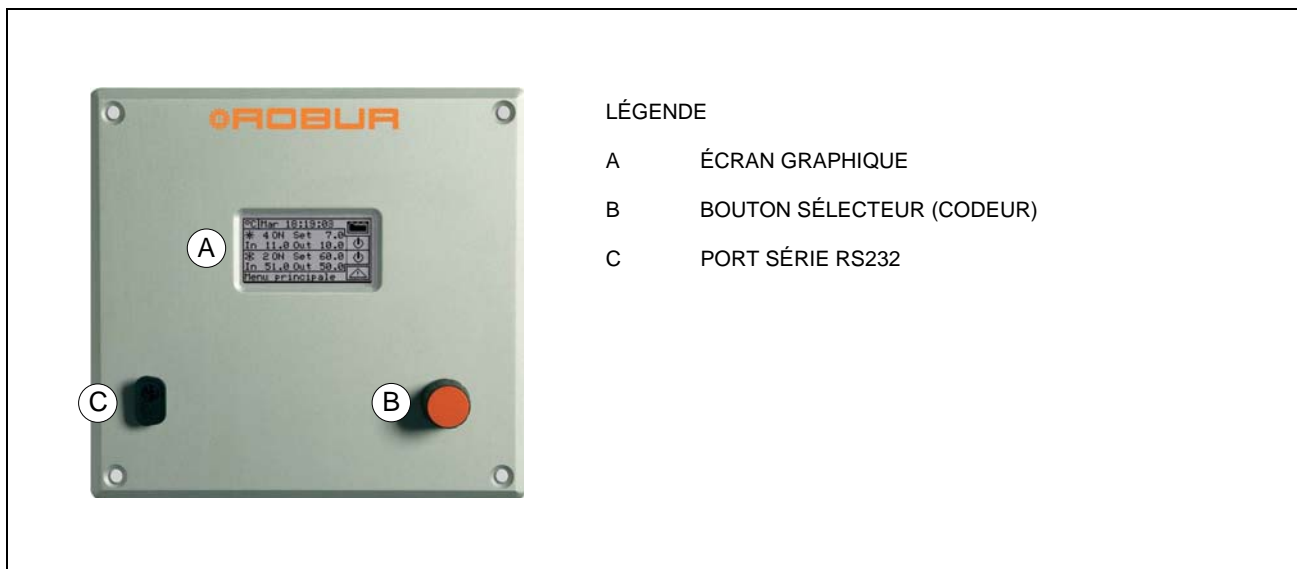 ROBUR
°C Mar 18:19:03
4 ON Set 7.0
In 11.0 Out 10.0
2 ON Set 60.0
In 51.0 Out 50.0
Menu principale
A
B
C
LÉGENDE
A ÉCRAN GRAPHIQUE
B BOUTON SÉLECTEUR (CODEUR)
C PORT SÉRIE RS232